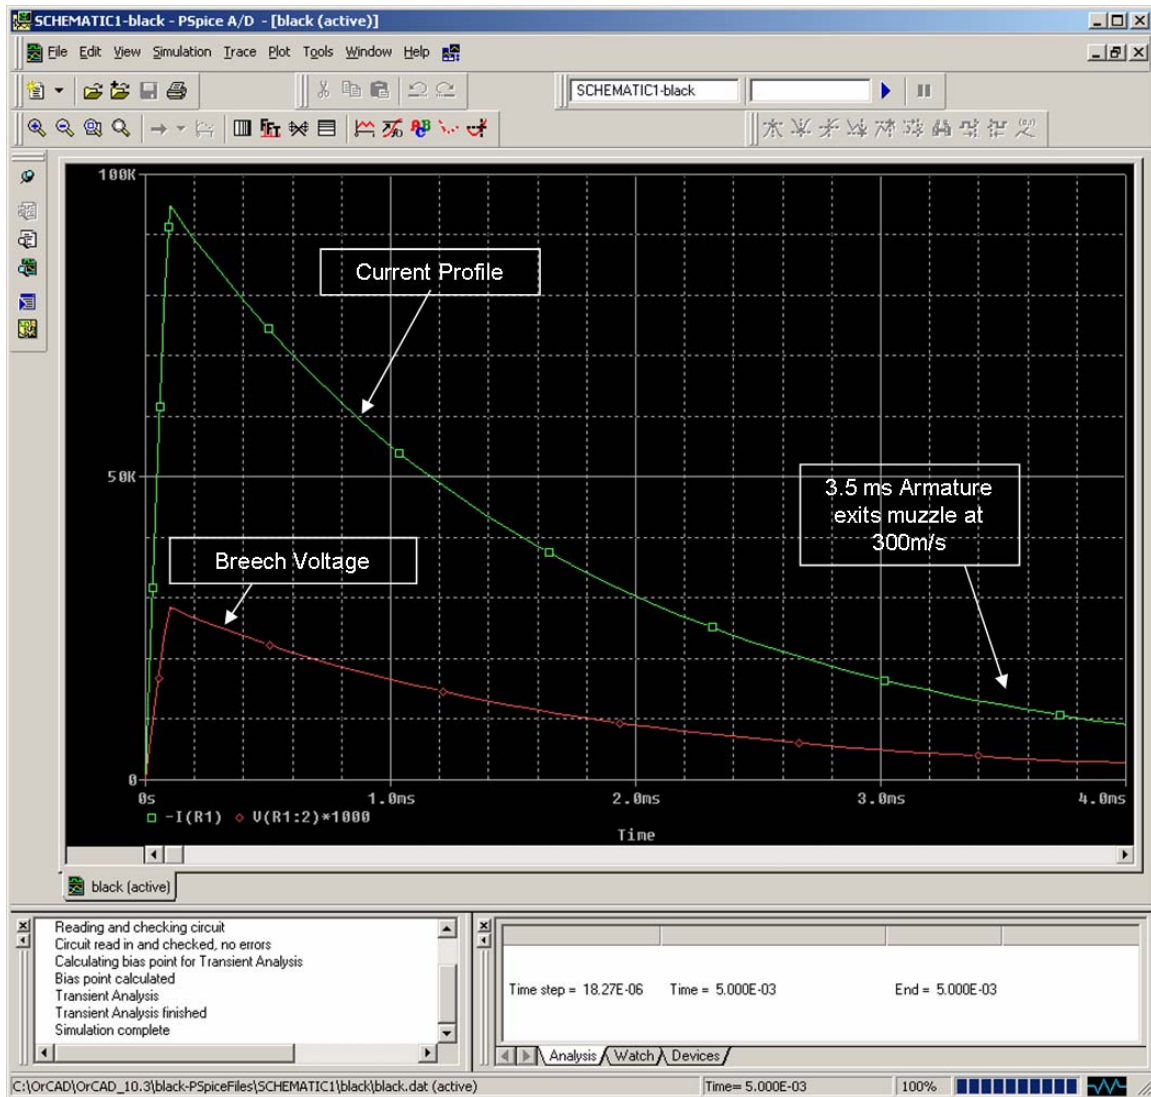 SCHEMATIC1-black - PSpice A/D - [black (active)]
File Edit View Simulation Trace Plot Tools Window Help
SCHEMATIC1-black
100K
Current Profile
50K
3.5 ms Armature
exits muzzle at
300m/s
Breech Voltage
0
0s 1.0ms 2.0ms 3.0ms 4.0ms
-I(R1) V(R1:2)*1000
Time
black (active)
Reading and checking circuit
Circuit read in and checked, no errors
Calculating bias point for Transient Analysis
Bias point calculated
Transient Analysis
Transient Analysis finished
Simulation complete
Time step = 18.27E-06 Time = 5.000E-03 End = 5.000E-03
Analysis Watch Devices
C:\OrCAD\OrCAD_10.3\black-PSpiceFiles\SCHEMATIC1\black\black.dat (active) Time= 5.000E-03 100%